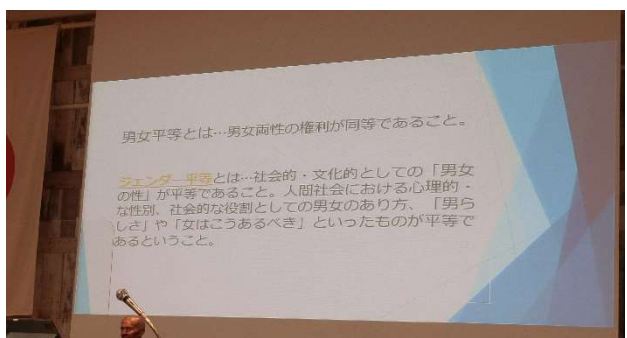 男女平等とは…男女両性の権利が同等であること。
ジェンダー平等とは…社会的・文化的としての「男女
の性」が平等であること。人間社会における心理的・
な性別、社会的な役割としての男女のあり方、「男ら
しさ」や「女はこうあるべき」といったものが平等で
あるということ。